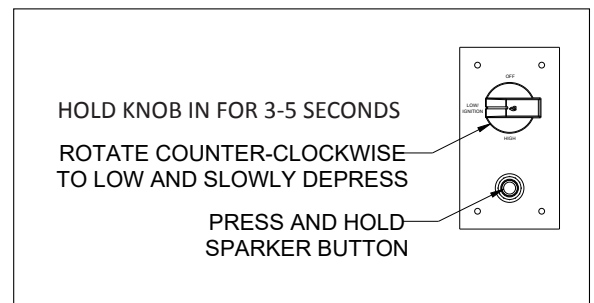 OFF
HOLD KNOB IN FOR 3-5 SECONDS
LOW/
IGNITION
ROTATE COUNTER-CLOCKWISE
TO LOW AND SLOWLY DEPRESS
HIGH
PRESS AND HOLD
SPARKER BUTTON